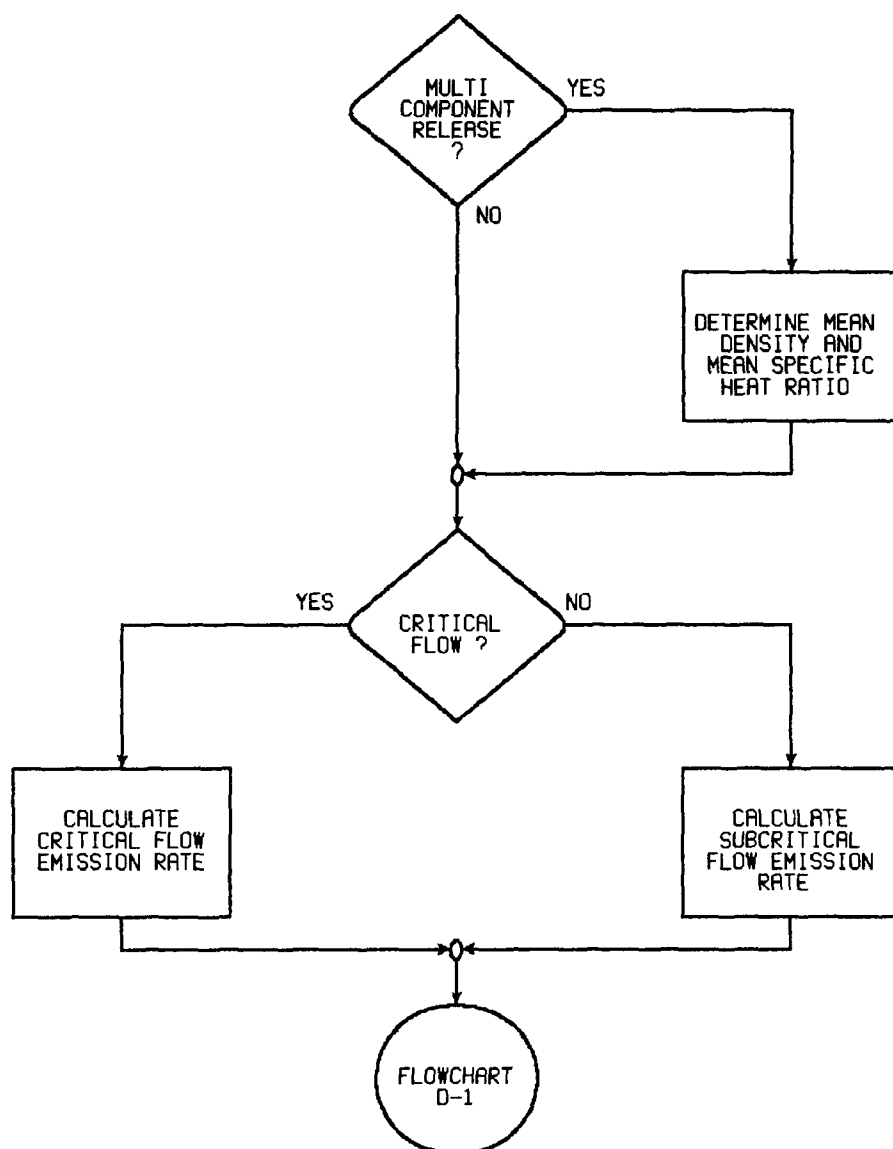 MULTI
COMPONENT
RELEASE
?
YES
NO
DETERMINE MEAN
DENSITY AND
MEAN SPECIFIC
HEAT RATIO
YES
CRITICAL
FLOW ?
NO
CALCULATE
CRITICAL FLOW
EMISSION RATE
CALCULATE
SUBCRITICAL
FLOW EMISSION
RATE
FLOWCHART
D-1